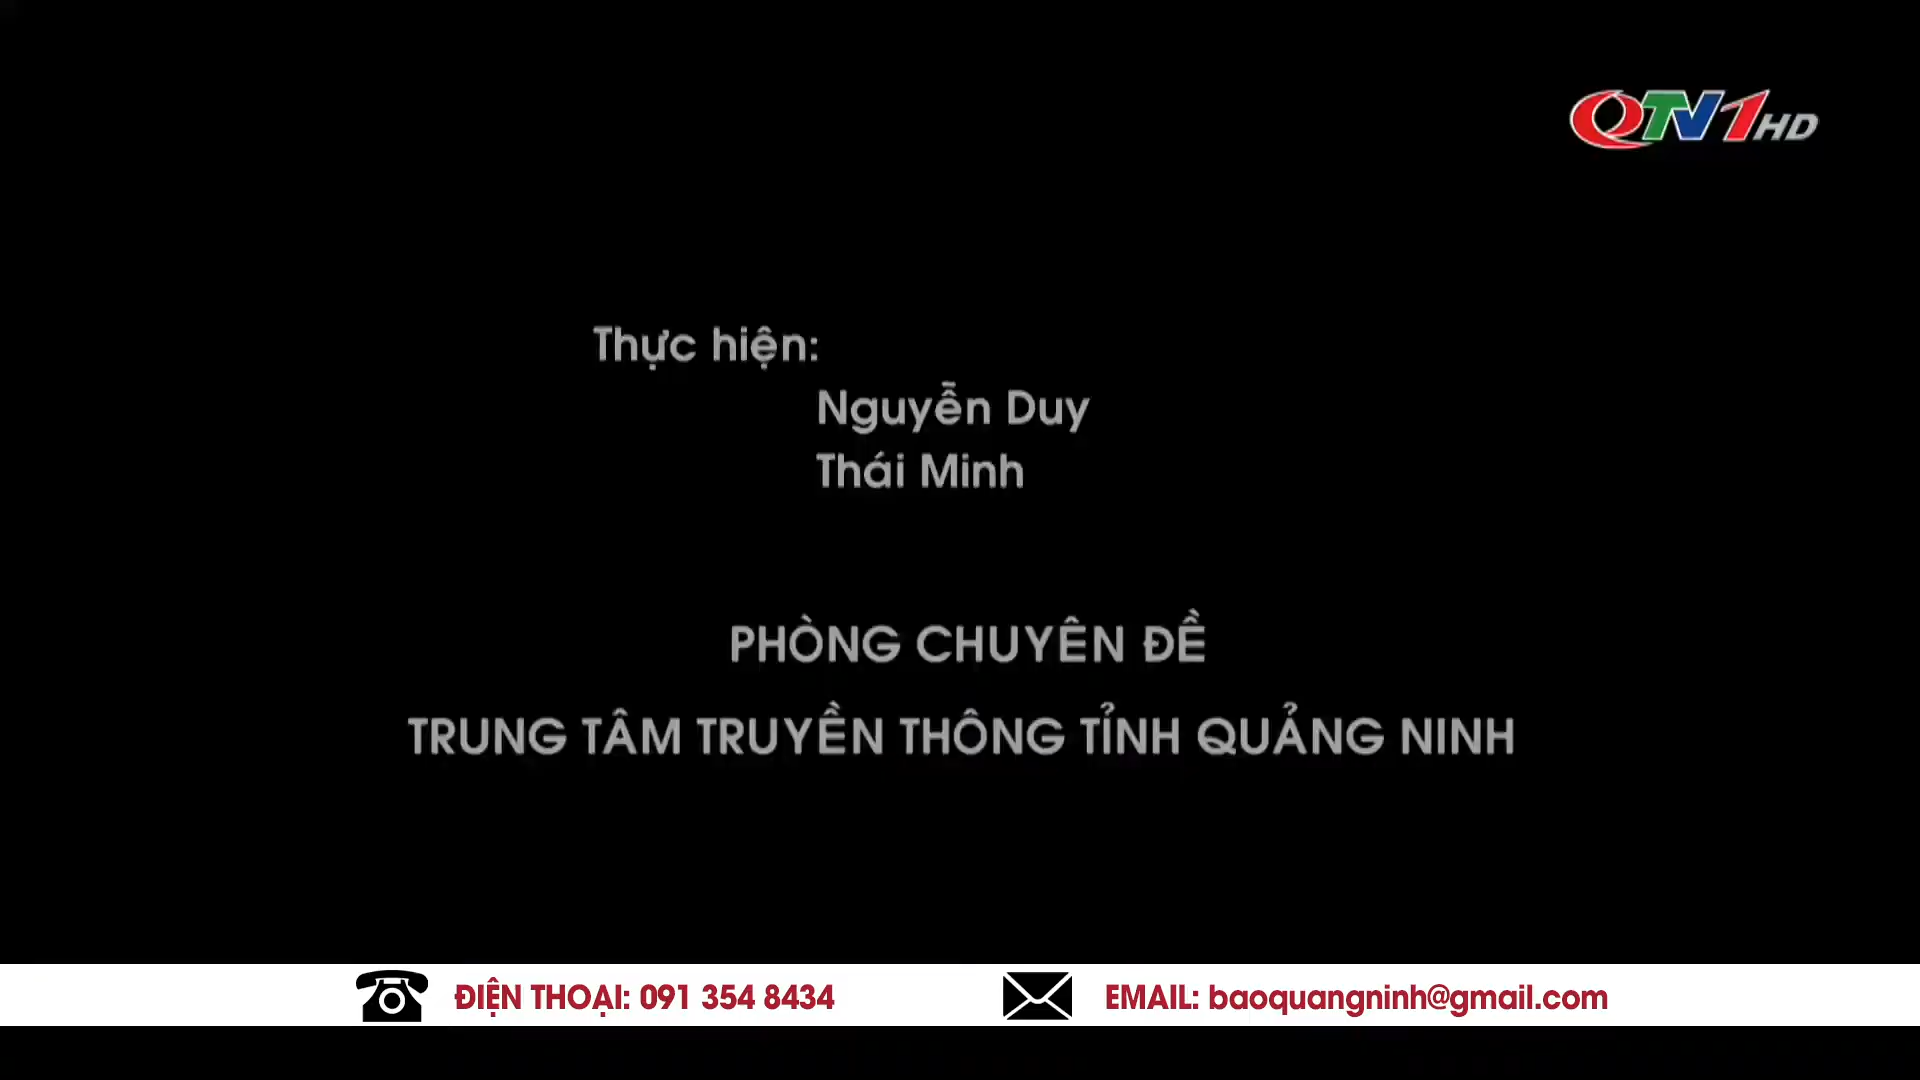 QTV1HD
Thực hiện:
Nguyễn Duy
Thái Minh
PHÒNG CHUYÊN ĐỀ
TRUNG TÂM TRUYỀN THÔNG TỈNH QUẢNG NINH
ĐIỆN THOẠI: 091 354 8434
EMAIL: baoquangninh@gmail.com